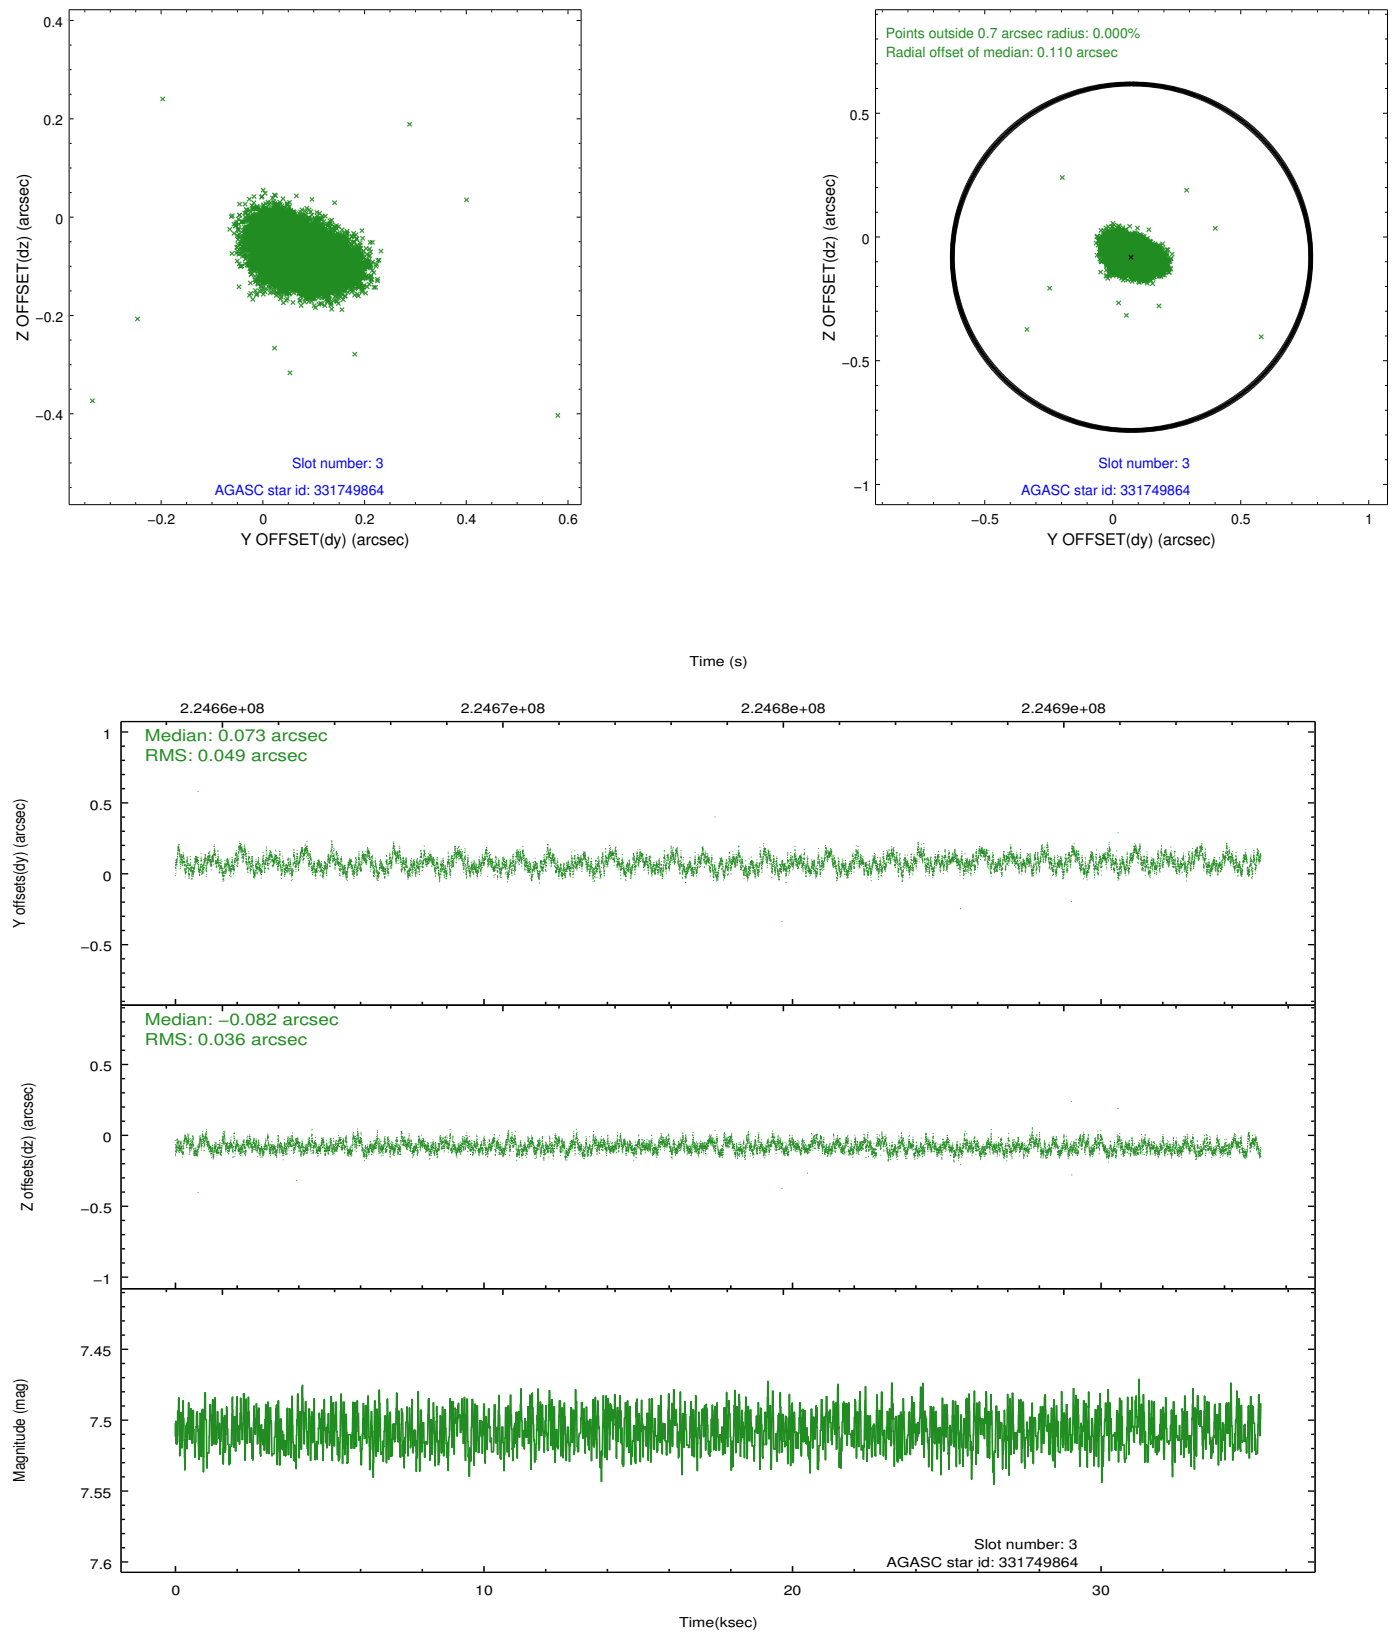 0.4
0.2
0
−0.2
−0.4
Z OFFSET(dz) (arcsec)
Slot number: 3
AGASC star id: 331749864
−0.2 0 0.2 0.4 0.6
Y OFFSET(dy) (arcsec)
Points outside 0.7 arcsec radius: 0.000%
Radial offset of median: 0.110 arcsec
0.5
0
−0.5
−1
Z OFFSET(dz) (arcsec)
Slot number: 3
AGASC star id: 331749864
−0.5 0 0.5 1
Y OFFSET(dy) (arcsec)
Time (s)
2.2466e+08 2.2467e+08 2.2468e+08 2.2469e+08
Median: 0.073 arcsec
RMS: 0.049 arcsec
1
0.5
0
−0.5
Y offsets(dy) (arcsec)
Median: −0.082 arcsec
RMS: 0.036 arcsec
0.5
0
−0.5
−1
Z offsets(dz) (arcsec)
7.45
7.5
7.55
7.6
Magnitude (mag)
Slot number: 3
AGASC star id: 331749864
0 10 20 30
Time(ksec)